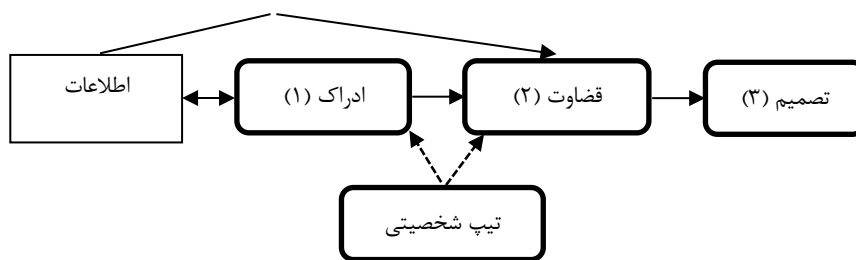 اطلاعات
ادراک (۱)
قضاوت (۲)
تصمیم (۳)
تیپ شخصیتی